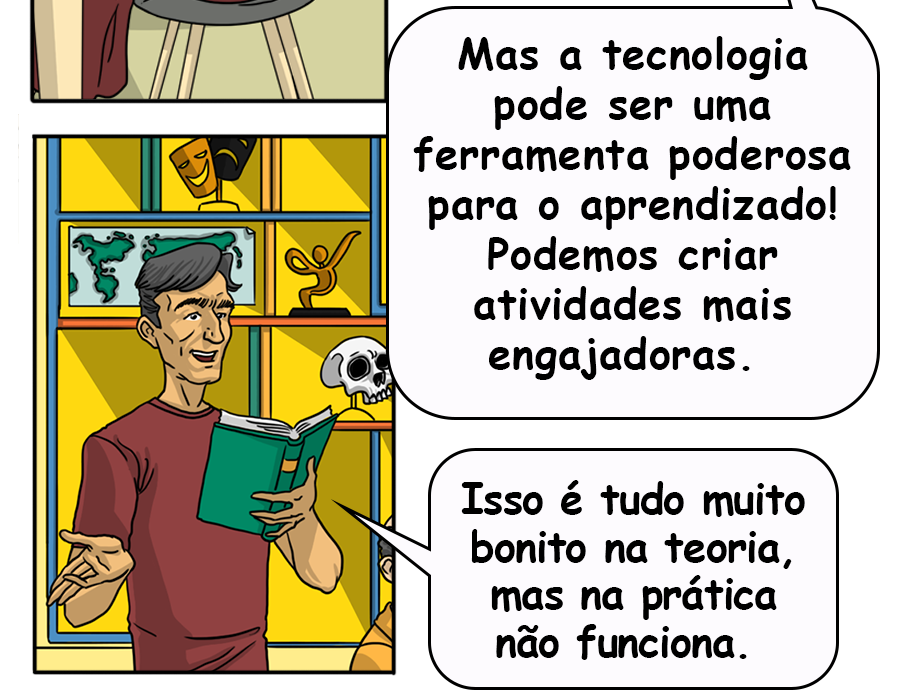 Mas a tecnologia
pode ser uma
ferramenta poderosa
para o aprendizado!
Podemos criar
atividades mais
engajadoras.
Isso é tudo muito
bonito na teoria,
mas na prática
não funciona.